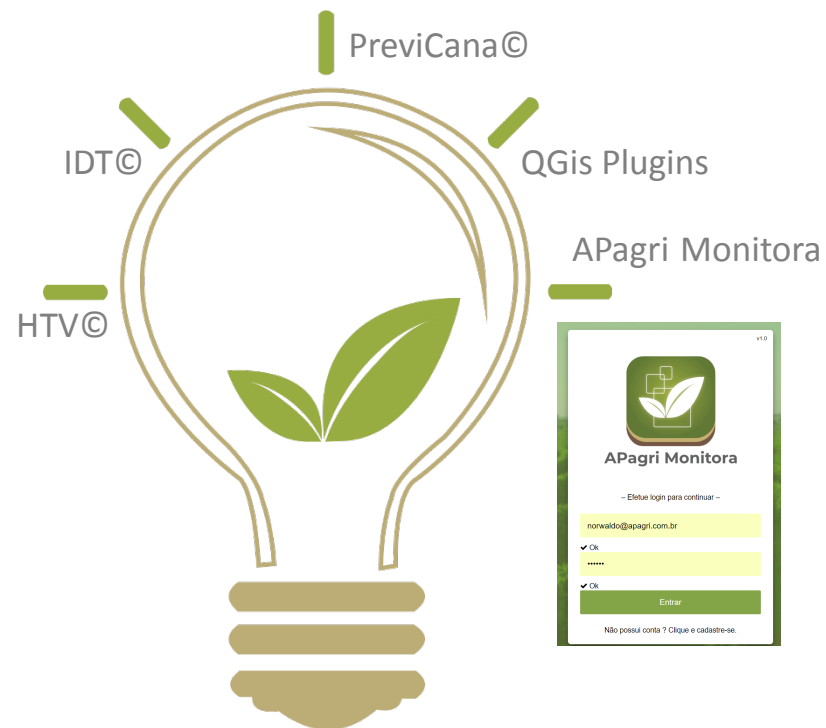 PreviCana©
IDT©
QGis Plugins
APagri Monitora
HTV©
v1.0
APagri Monitora
– Efetue login para continuar –
norwaldo@apagri.com.br
✔ Ok
••••••
✔ Ok
Entrar
Não possui conta ? Clique e cadastre-se.